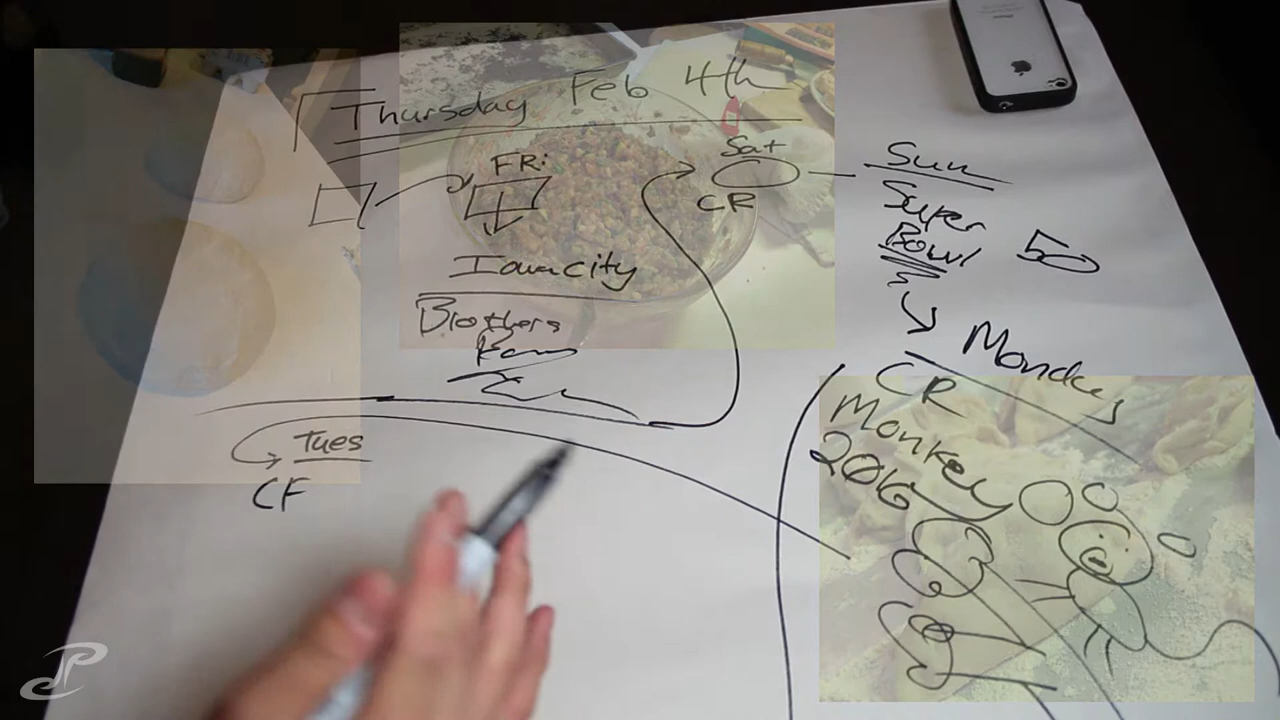 Thursday Feb 4th
FRi
Sat
CR
Sun
Super
Bowl 50
Iowa city
Brothers
Monday
CR
Monkey
2016
Tues
CF